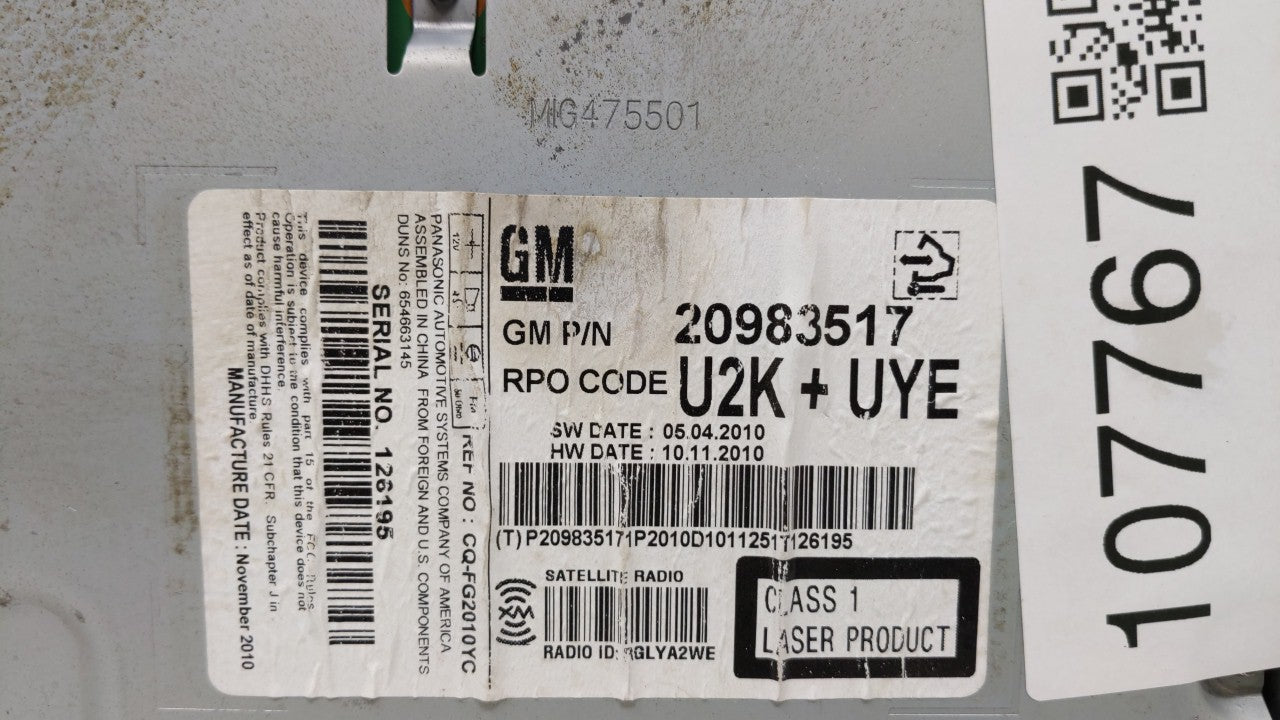 MIG475501
107767
GM
GM P/N 20983517
RPO CODE U2K + UYE
SW DATE : 05.04.2010
HW DATE : 10.11.2010
(T) P209835171P2010D1011251T126195
SATELLITE RADIO
RADIO ID: RGLYA2WE
CLASS 1
LASER PRODUCT
12V
REF NO : CQ-FG2010YC
PANASONIC AUTOMOTIVE SYSTEMS COMPANY OF AMERICA
ASSEMBLED IN CHINA FROM FOREIGN AND U.S. COMPONENTS
DUNS No: 654663145
SERIAL NO. 126195
This device complies with part 15 of the FCC Rules.
Operation is subject to the condition that this device does not
cause harmful interference.
Product complies with DHHS Rules 21 CFR Subchapter J in
effect as of date of manufacture
MANUFACTURE DATE : November 2010